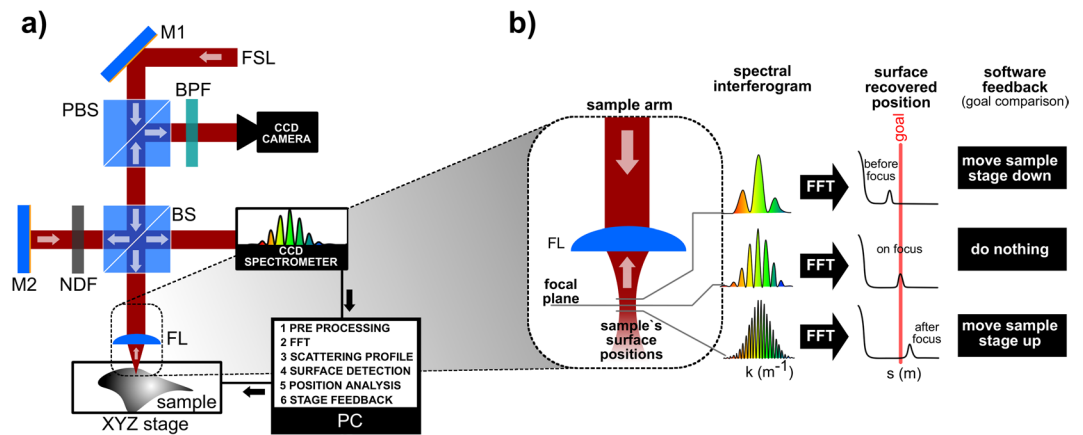 a)
M1
FSL
BPF
PBS
CCD
CAMERA
BS
M2
NDF
CCD
SPECTROMETER
FL
sample
XYZ stage
1 PRE PROCESSING
2 FFT
3 SCATTERING PROFILE
4 SURFACE DETECTION
5 POSITION ANALYSIS
6 STAGE FEEDBACK
PC
b)
sample arm
FL
focal
plane
sample`s
surface
positions
spectral
interferogram
k (m⁻¹)
FFT
FFT
FFT
surface
recovered
position
goal
before
focus
on focus
after
focus
s (m)
software
feedback
(goal comparison)
move sample
stage down
do nothing
move sample
stage up